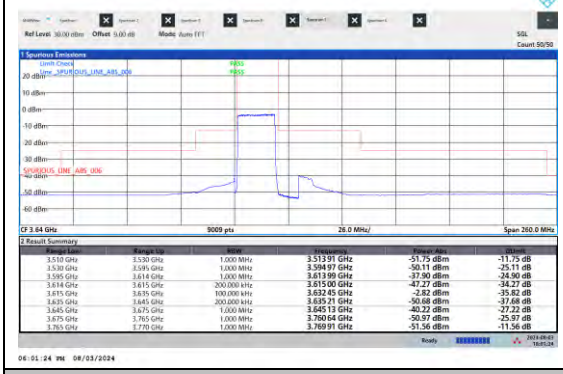 Ref Level 30.00 dBm Offset 9.00 dB Mode Auto FFT SGL
Count 50/50
1 Spurious Emissions
Limit Check PASS
Line _SPURIOUS_LINE_ABS_006 PASS
20 dBm
10 dBm
0 dBm
-10 dBm
-20 dBm
-30 dBm
SPURIOUS_LINE_ABS_006
-40 dBm
-50 dBm
-60 dBm
CF 3.64 GHz 9009 pts 26.0 MHz/ Span 260.0 MHz
2 Result Summary
Range Low Range Up RBW Frequency Power Abs ΔLimit
3.510 GHz 3.530 GHz 1.000 MHz 3.51391 GHz -51.75 dBm -11.75 dB
3.530 GHz 3.595 GHz 1.000 MHz 3.59497 GHz -50.11 dBm -25.11 dB
3.595 GHz 3.614 GHz 1.000 MHz 3.61399 GHz -37.90 dBm -24.90 dB
3.614 GHz 3.615 GHz 200.000 kHz 3.61500 GHz -47.27 dBm -34.27 dB
3.615 GHz 3.635 GHz 100.000 kHz 3.63245 GHz -2.82 dBm -35.82 dB
3.635 GHz 3.645 GHz 200.000 kHz 3.63521 GHz -50.68 dBm -37.68 dB
3.645 GHz 3.675 GHz 1.000 MHz 3.64513 GHz -40.22 dBm -27.22 dB
3.675 GHz 3.765 GHz 1.000 MHz 3.76064 GHz -50.97 dBm -25.97 dB
3.765 GHz 3.770 GHz 1.000 MHz 3.76991 GHz -51.56 dBm -11.56 dB
Ready
06:01:24 PM 08/03/2024